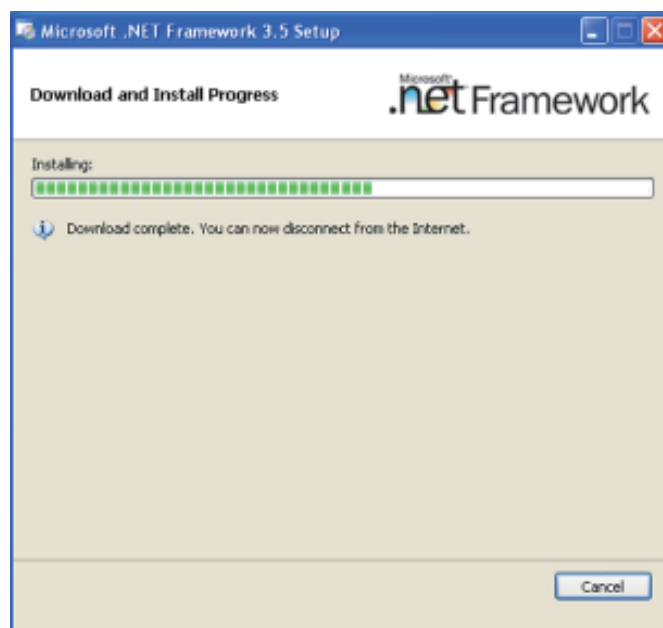 Microsoft .NET Framework 3.5 Setup
Download and Install Progress
Microsoft
.net Framework
Installing:
Download complete. You can now disconnect from the Internet.
Cancel